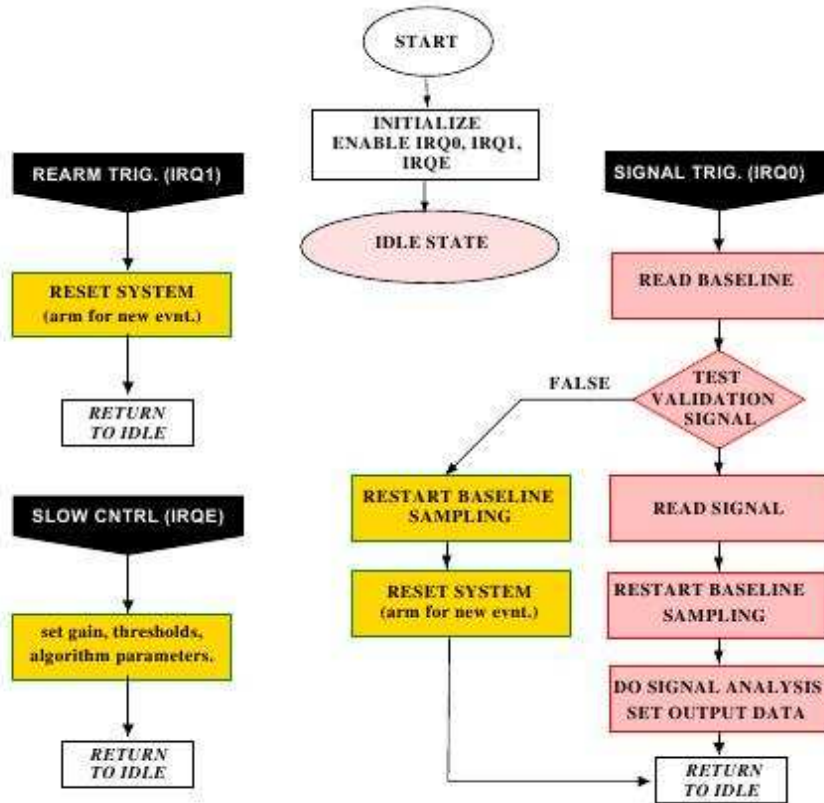 START
INITIALIZE
ENABLE IRQ0, IRQ1,
IRQE
IDLE STATE
REARM TRIG. (IRQ1)
RESET SYSTEM
(arm for new evnt.)
RETURN
TO IDLE
SLOW CNTRL (IRQE)
set gain, thresholds,
algorithm parameters.
RETURN
TO IDLE
SIGNAL TRIG. (IRQ0)
READ BASELINE
TEST
VALIDATION
SIGNAL
FALSE
RESTART BASELINE
SAMPLING
RESET SYSTEM
(arm for new evnt.)
READ SIGNAL
RESTART BASELINE
SAMPLING
DO SIGNAL ANALYSIS
SET OUTPUT DATA
RETURN
TO IDLE